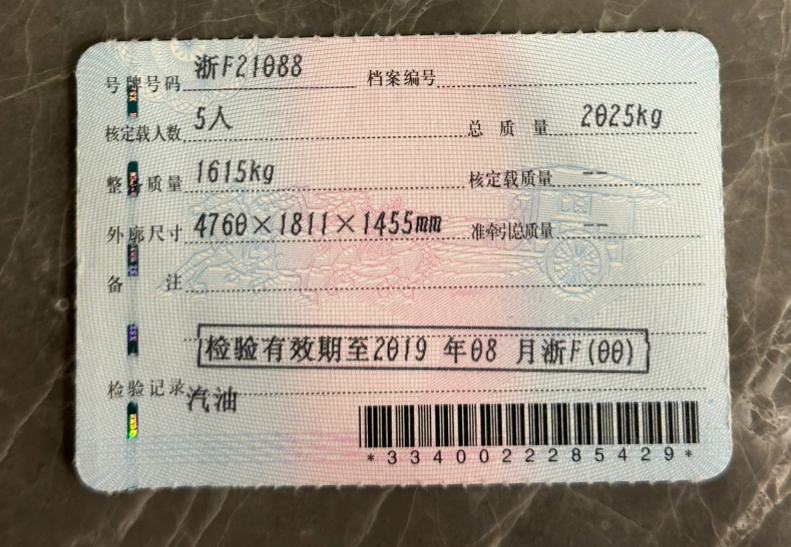 号牌号码 浙F21088 档案编号
核定载人数 5人 总质量 2025kg
整备质量 1615kg 核定载质量 --
外廓尺寸 4760×1811×1455mm 准牵引总质量 --
备注
检验有效期至2019年08月浙F(00)
检验记录 汽油
*3340022285429*